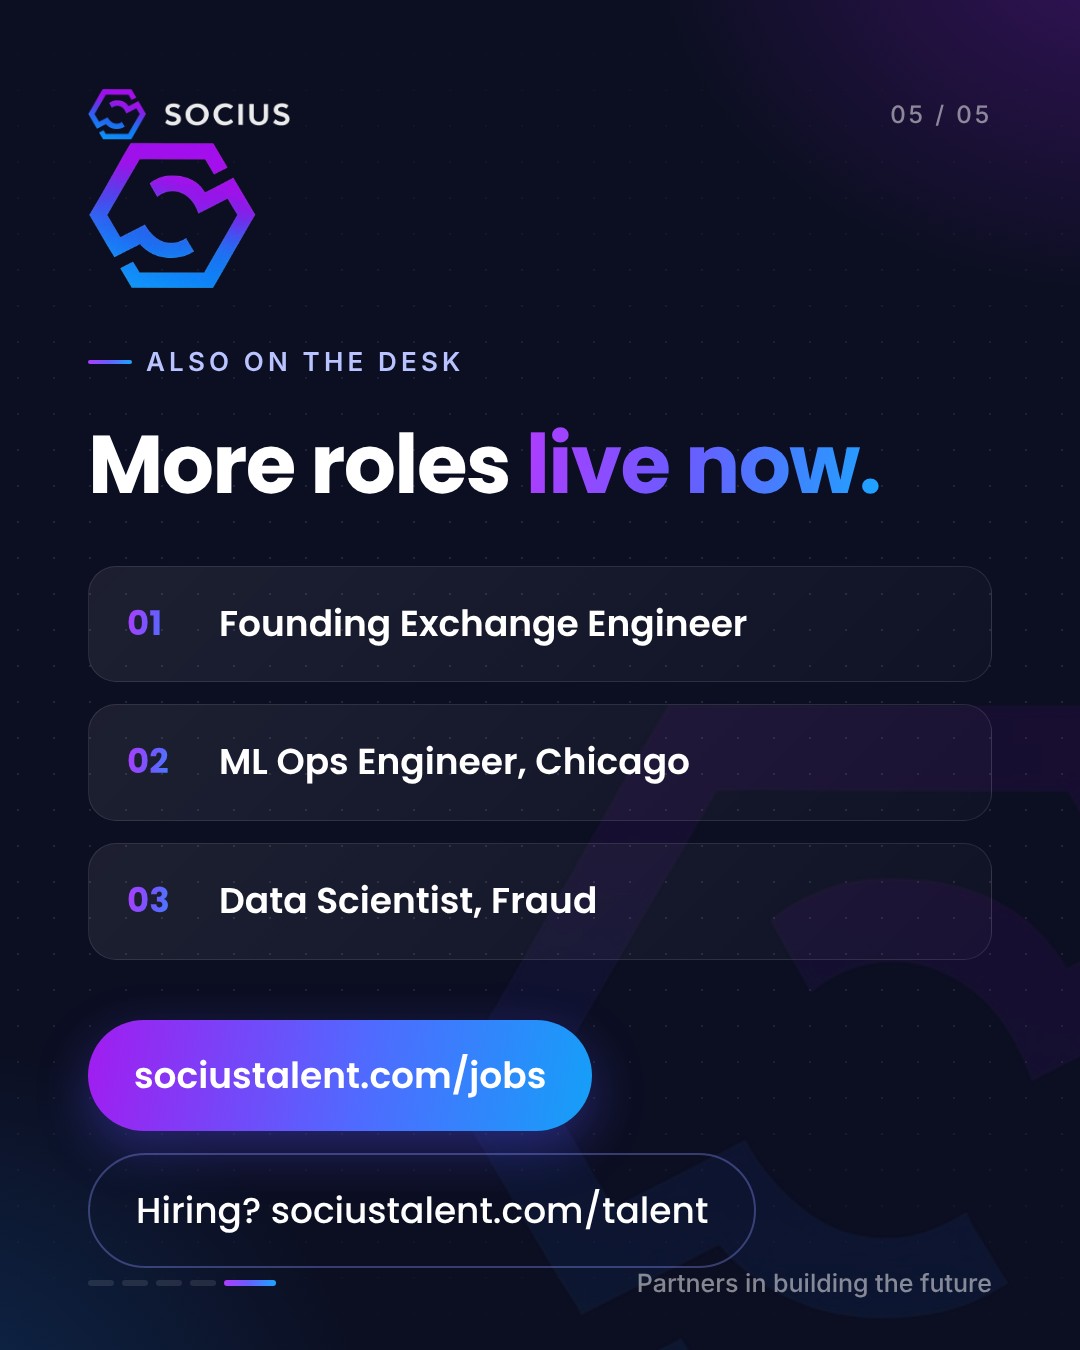 SOCIUS
05 / 05
ALSO ON THE DESK
More roles live now.
01 Founding Exchange Engineer
02 ML Ops Engineer, Chicago
03 Data Scientist, Fraud
sociustalent.com/jobs
Hiring? sociustalent.com/talent
Partners in building the future